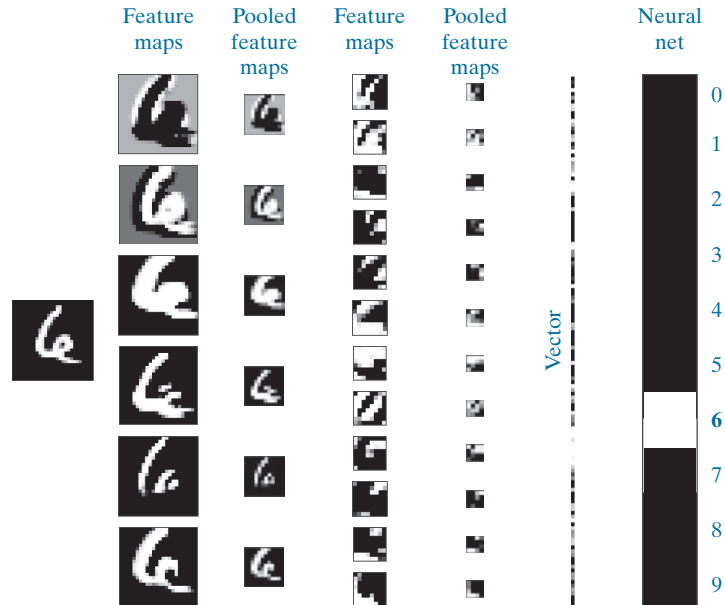 Feature
maps
Pooled
feature
maps
Feature
maps
Pooled
feature
maps
Neural
net
Vector
0
1
2
3
4
5
6
7
8
9